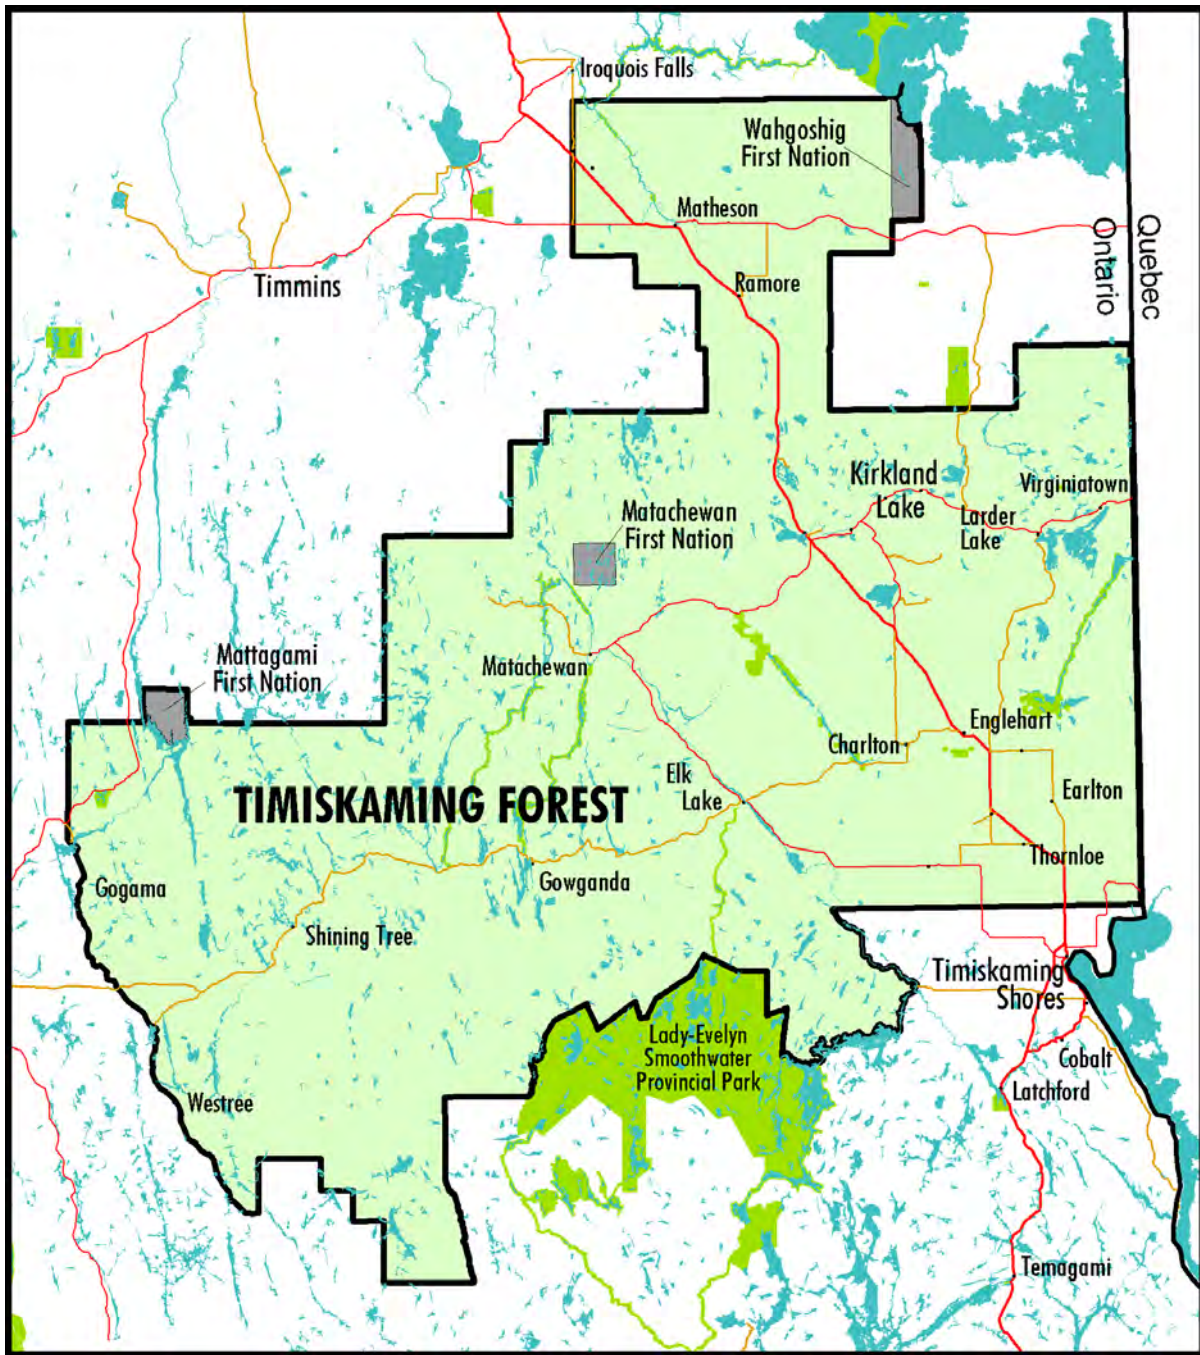 Iroquois Falls
Wahgoshig
First Nation
Matheson
Quebec
Ontario
Timmins
Ramore
Kirkland
Lake
Virginiatown
Matachewan
First Nation
Larder
Lake
Mattagami
First Nation
Matachewan
Englehart
Charlton
Elk
Lake
Earlton
TIMISKAMING FOREST
Thornloe
Gogama
Gowganda
Shining Tree
Timiskaming
Shores
Lady-Evelyn
Smoothwater
Provincial Park
Cobalt
Latchford
Westree
Temagami